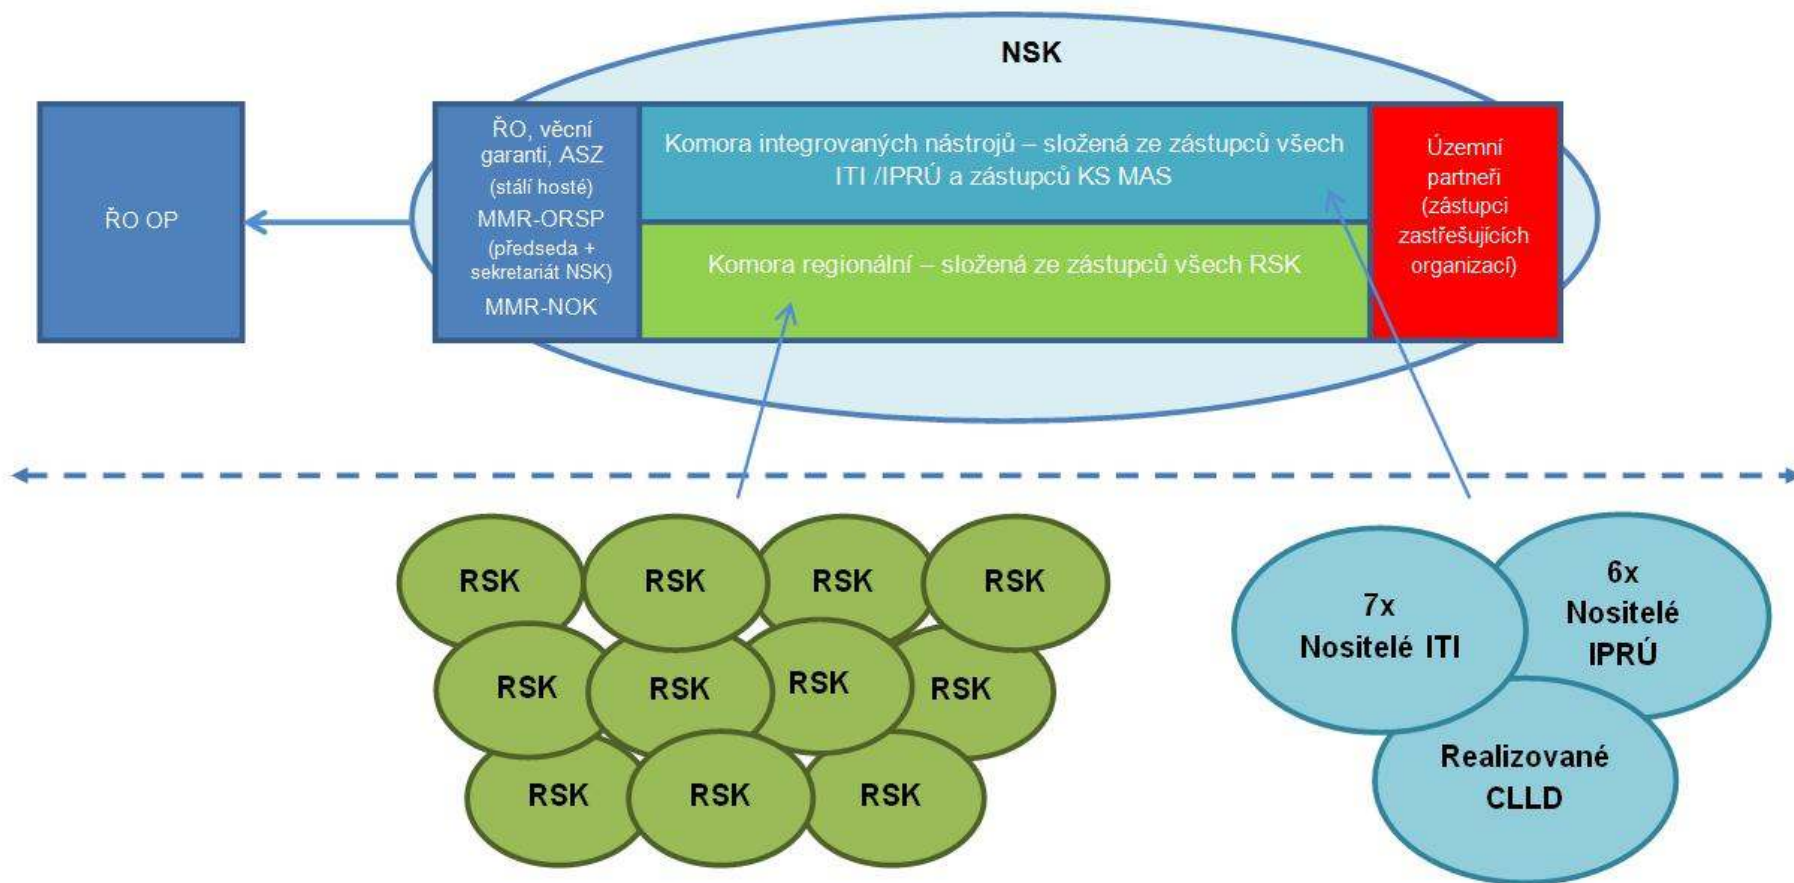 NSK
ŘO OP
ŘO, věcní
garanti, ASZ
(stálí hosté)
MMR-ORSP
(předseda +
sekretariát NSK)
MMR-NOK
Komora integrovaných nástrojů – složená ze zástupců všech
ITI /IPRÚ a zástupců KS MAS
Komora regionální – složená ze zástupců všech RSK
Územní
partneři
(zástupci
zastřešujících
organizací)
RSK
RSK
RSK
RSK
RSK
RSK
RSK
RSK
RSK
RSK
RSK
7x
Nositelé ITI
6x
Nositelé
IPRÚ
Realizované
CLLD